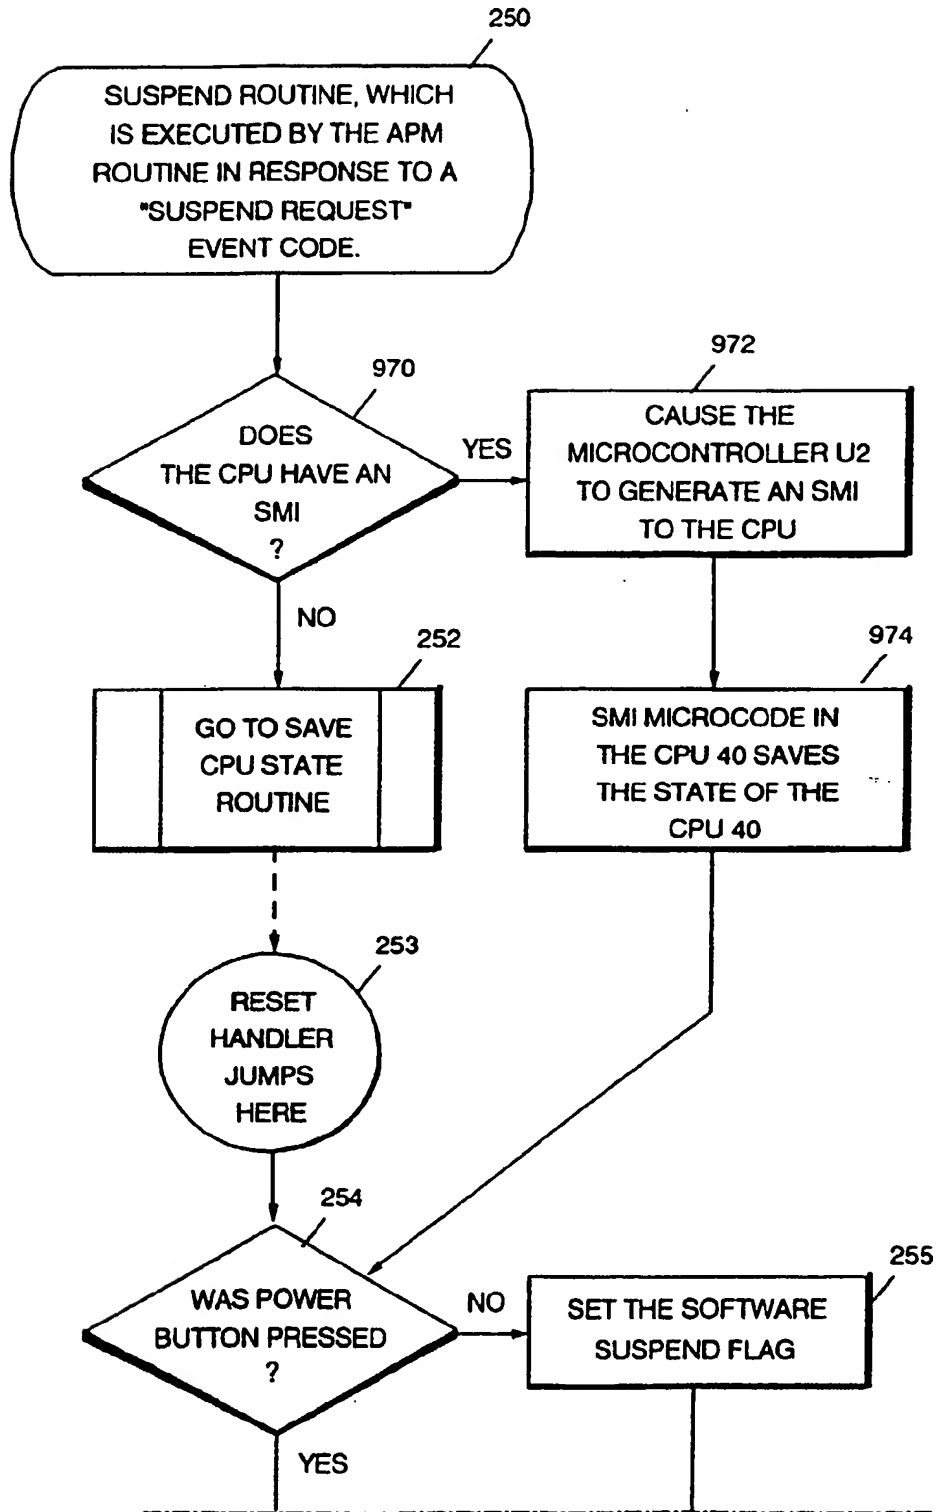 250
SUSPEND ROUTINE, WHICH
IS EXECUTED BY THE APM
ROUTINE IN RESPONSE TO A
"SUSPEND REQUEST"
EVENT CODE.
970
DOES
THE CPU HAVE AN
SMI
?
YES
972
CAUSE THE
MICROCONTROLLER U2
TO GENERATE AN SMI
TO THE CPU
NO
252
GO TO SAVE
CPU STATE
ROUTINE
974
SMI MICROCODE IN
THE CPU 40 SAVES
THE STATE OF THE
CPU 40
253
RESET
HANDLER
JUMPS
HERE
254
WAS POWER
BUTTON PRESSED
?
NO
255
SET THE SOFTWARE
SUSPEND FLAG
YES